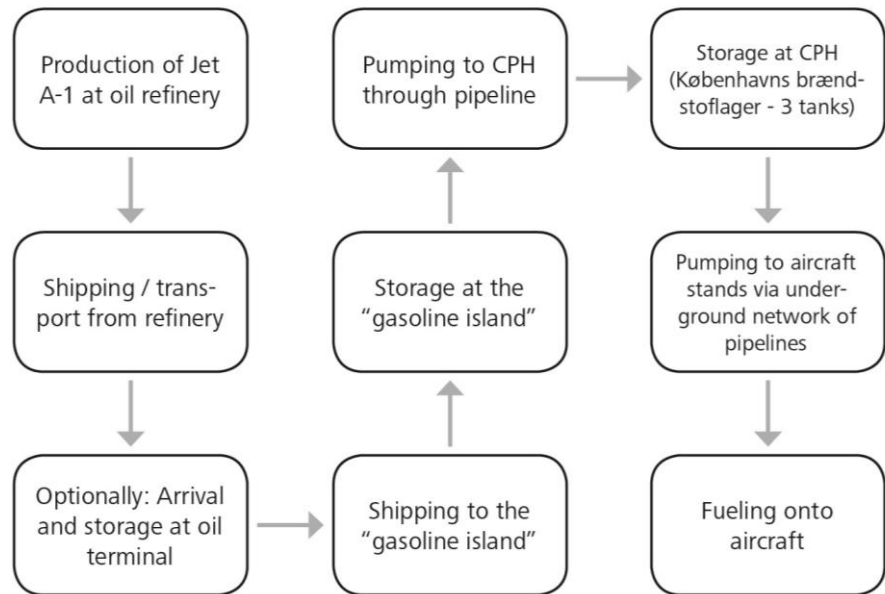 Production of Jet
A-1 at oil refinery
Shipping / trans-
port from refinery
Optionally: Arrival
and storage at oil
terminal
Shipping to the
“gasoline island”
Storage at the
“gasoline island”
Pumping to CPH
through pipeline
Storage at CPH
(Københavns brænd-
stoflager - 3 tanks)
Pumping to aircraft
stands via under-
ground network of
pipelines
Fueling onto
aircraft